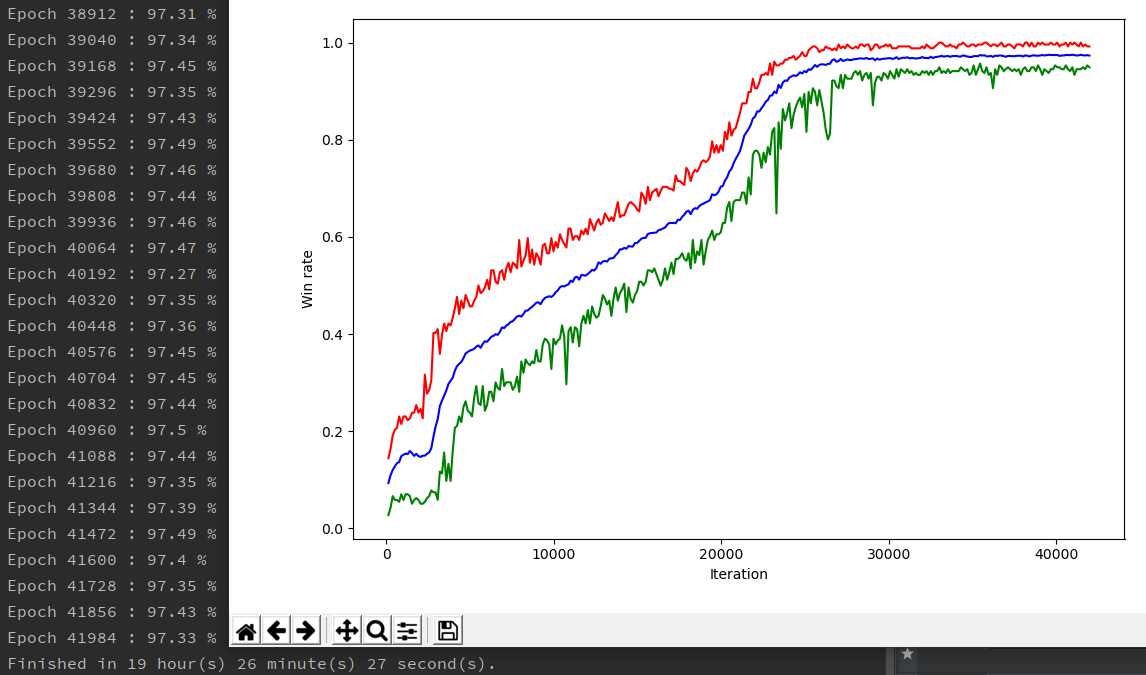 Epoch 38912 : 97.31 %
Epoch 39040 : 97.34 %
Epoch 39168 : 97.45 %
Epoch 39296 : 97.35 %
Epoch 39424 : 97.43 %
Epoch 39552 : 97.49 %
Epoch 39680 : 97.46 %
Epoch 39808 : 97.44 %
Epoch 39936 : 97.46 %
Epoch 40064 : 97.47 %
Epoch 40192 : 97.27 %
Epoch 40320 : 97.35 %
Epoch 40448 : 97.36 %
Epoch 40576 : 97.45 %
Epoch 40704 : 97.45 %
Epoch 40832 : 97.44 %
Epoch 40960 : 97.5 %
Epoch 41088 : 97.44 %
Epoch 41216 : 97.35 %
Epoch 41344 : 97.39 %
Epoch 41472 : 97.49 %
Epoch 41600 : 97.4 %
Epoch 41728 : 97.35 %
Epoch 41856 : 97.43 %
Epoch 41984 : 97.33 %
Finished in 19 hour(s) 26 minute(s) 27 second(s).
1.0
0.8
0.6
0.4
0.2
0.0
Win rate
0 10000 20000 30000 40000
Iteration